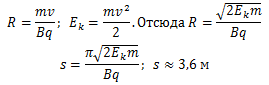 R = mv/Bq; E_k = mv²/2. Отсюда R = √(2E_k m)/Bq
s = π√(2E_k m)/Bq; s ≈ 3,6 м